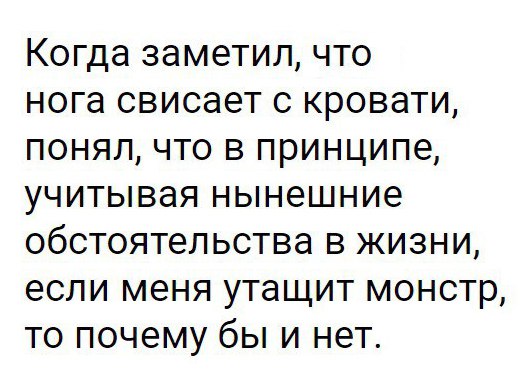 Когда заметил, что
нога свисает с кровати,
понял, что в принципе,
учитывая нынешние
обстоятельства в жизни,
если меня утащит монстр,
то почему бы и нет.